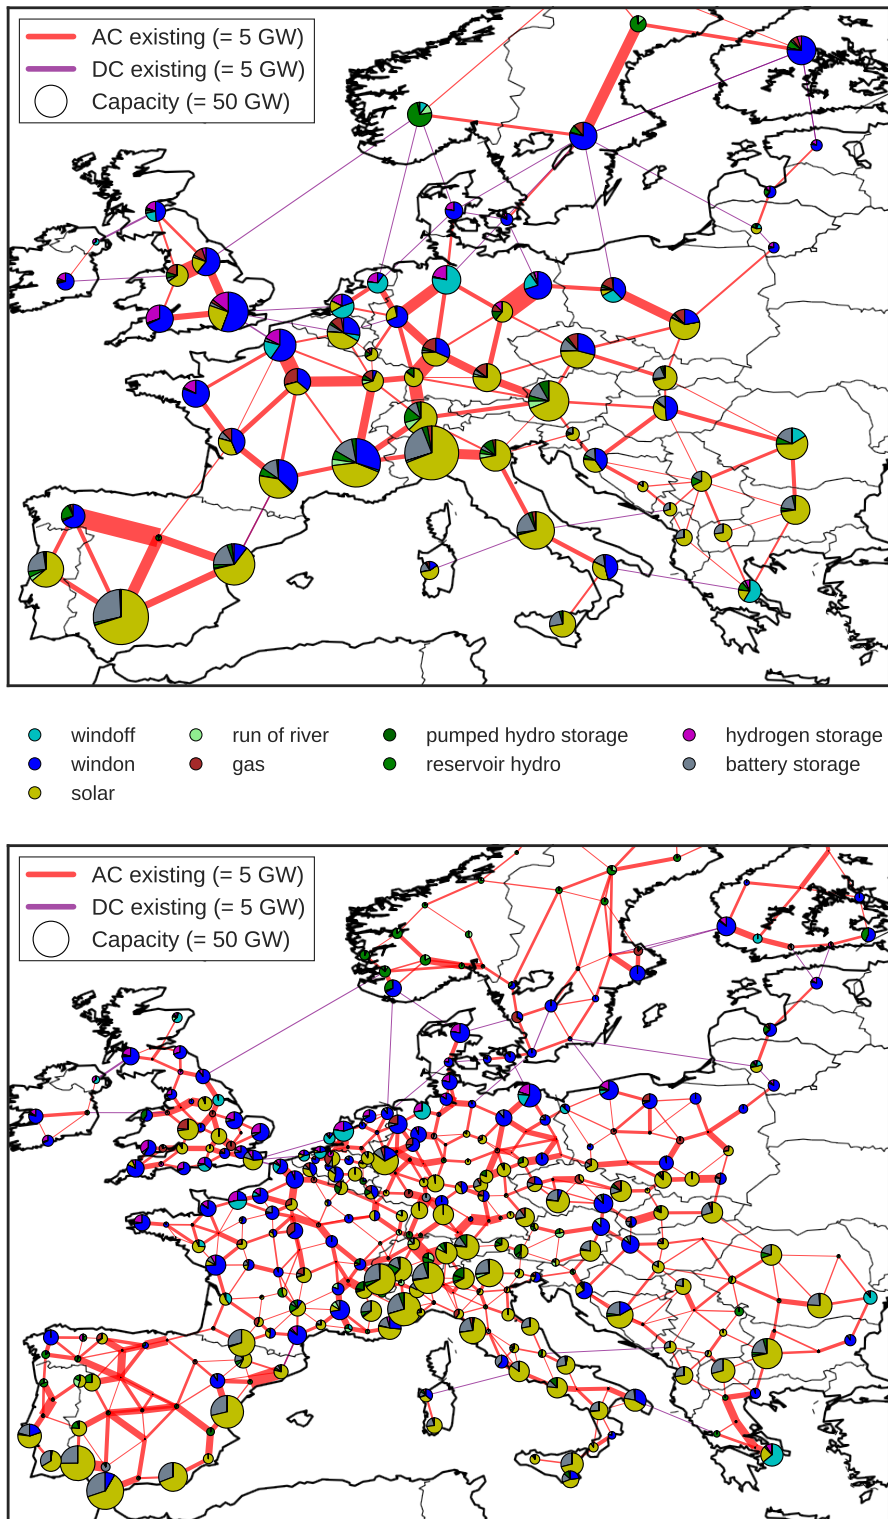 AC existing (= 5 GW)
DC existing (= 5 GW)
Capacity (= 50 GW)
windoff run of river pumped hydro storage hydrogen storage
windon gas reservoir hydro battery storage
solar
AC existing (= 5 GW)
DC existing (= 5 GW)
Capacity (= 50 GW)